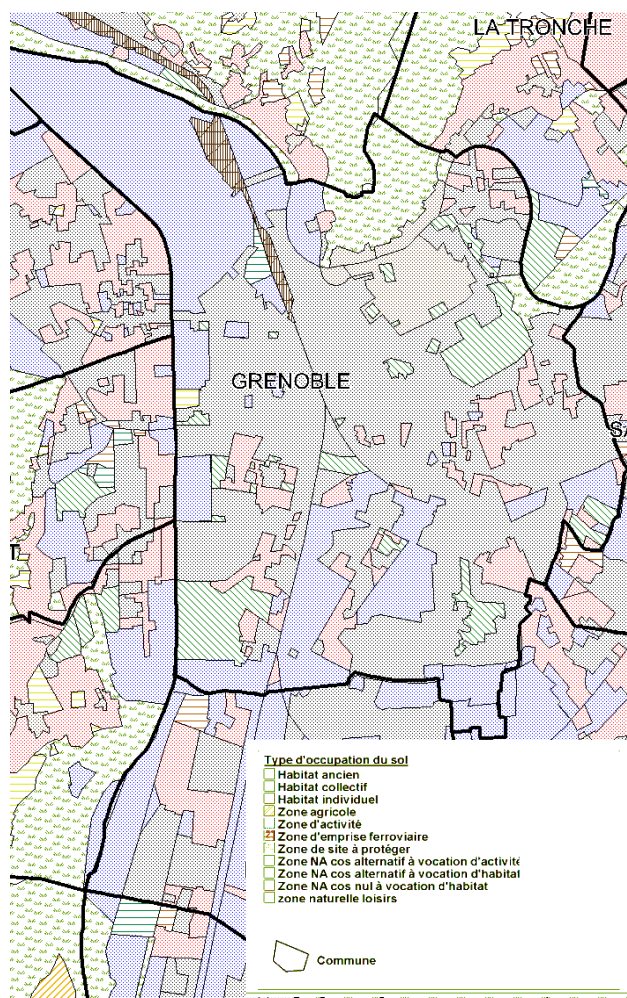 LA TRONCHE
GRENOBLE
SA
T
Type d'occupation du sol
Habitat ancien
Habitat collectif
Habitat individuel
Zone agricole
Zone d'activité
Zone d'emprise ferroviaire
Zone de site à protéger
Zone NA cos alternatif à vocation d'activité
Zone NA cos alternatif à vocation d'habitat
Zone NA cos nul à vocation d'habitat
zone naturelle loisirs
Commune